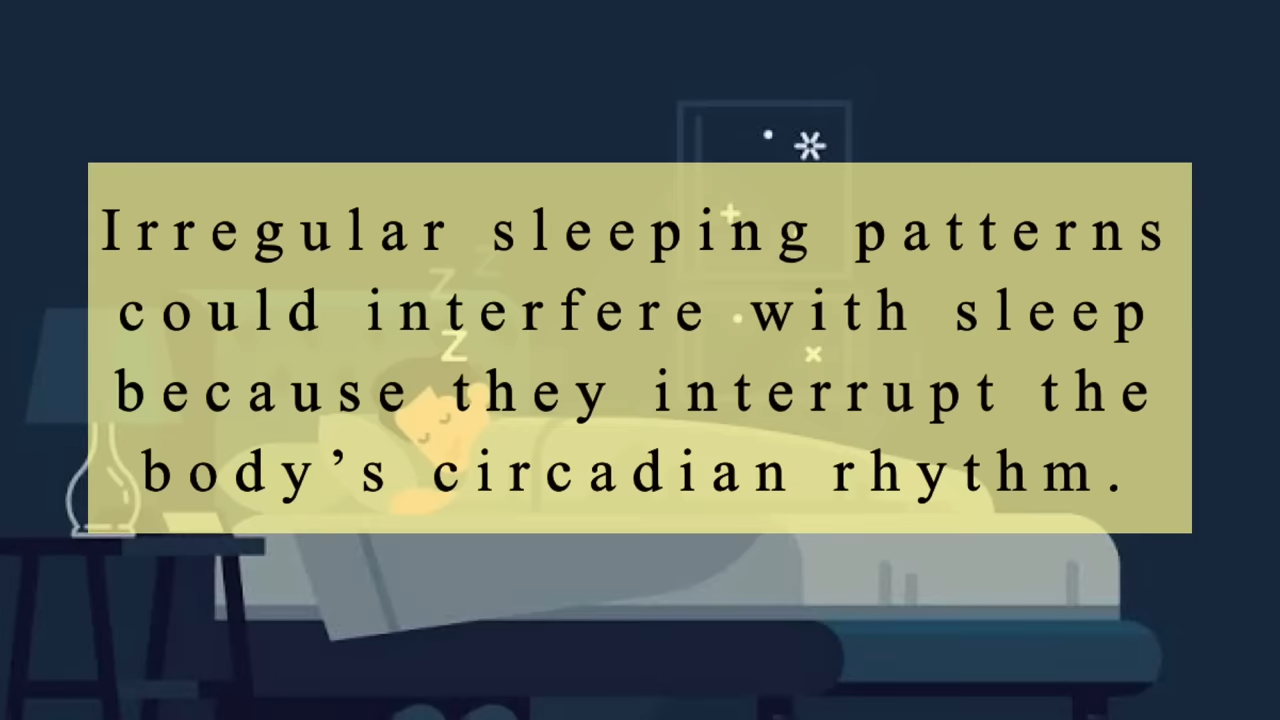 Irregular sleeping patterns
could interfere with sleep
because they interrupt the
body’s circadian rhythm.
z
z
Z